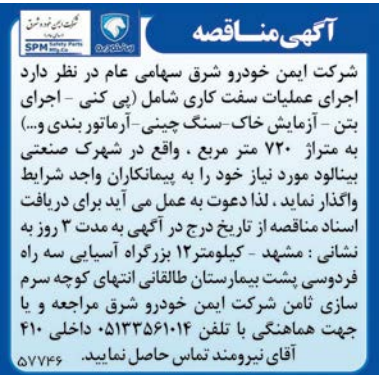 آگهی مناقصه
شرکت ایمن خودرو شرق
SPM Safety Parts Mfg.Co
شرکت ایمن خودرو شرق سهامی عام در نظر دارد
اجرای عملیات سفت کاری شامل (پی کنی - اجرای
بتن - آزمایش خاک-سنگ چینی-آرماتور بندی و...)
به متراژ ۷۲۰ متر مربع ، واقع در شهرک صنعتی
بینالود مورد نیاز خود را به پیمانکاران واجد شرایط
واگذار نماید ، لذا دعوت به عمل می آید برای دریافت
اسناد مناقصه از تاریخ درج در آگهی به مدت ۳ روز به
نشانی : مشهد - کیلومتر۱۲ بزرگراه آسیایی سه راه
فردوسی پشت بیمارستان طالقانی انتهای کوچه سرم
سازی ثامن شرکت ایمن خودرو شرق مراجعه و یا
جهت هماهنگی با تلفن ۰۵۱۳۳۵۶۱۰۱۴ داخلی ۴۱۰
آقای نیرومند تماس حاصل نمایید.
۵۷۷۴۶